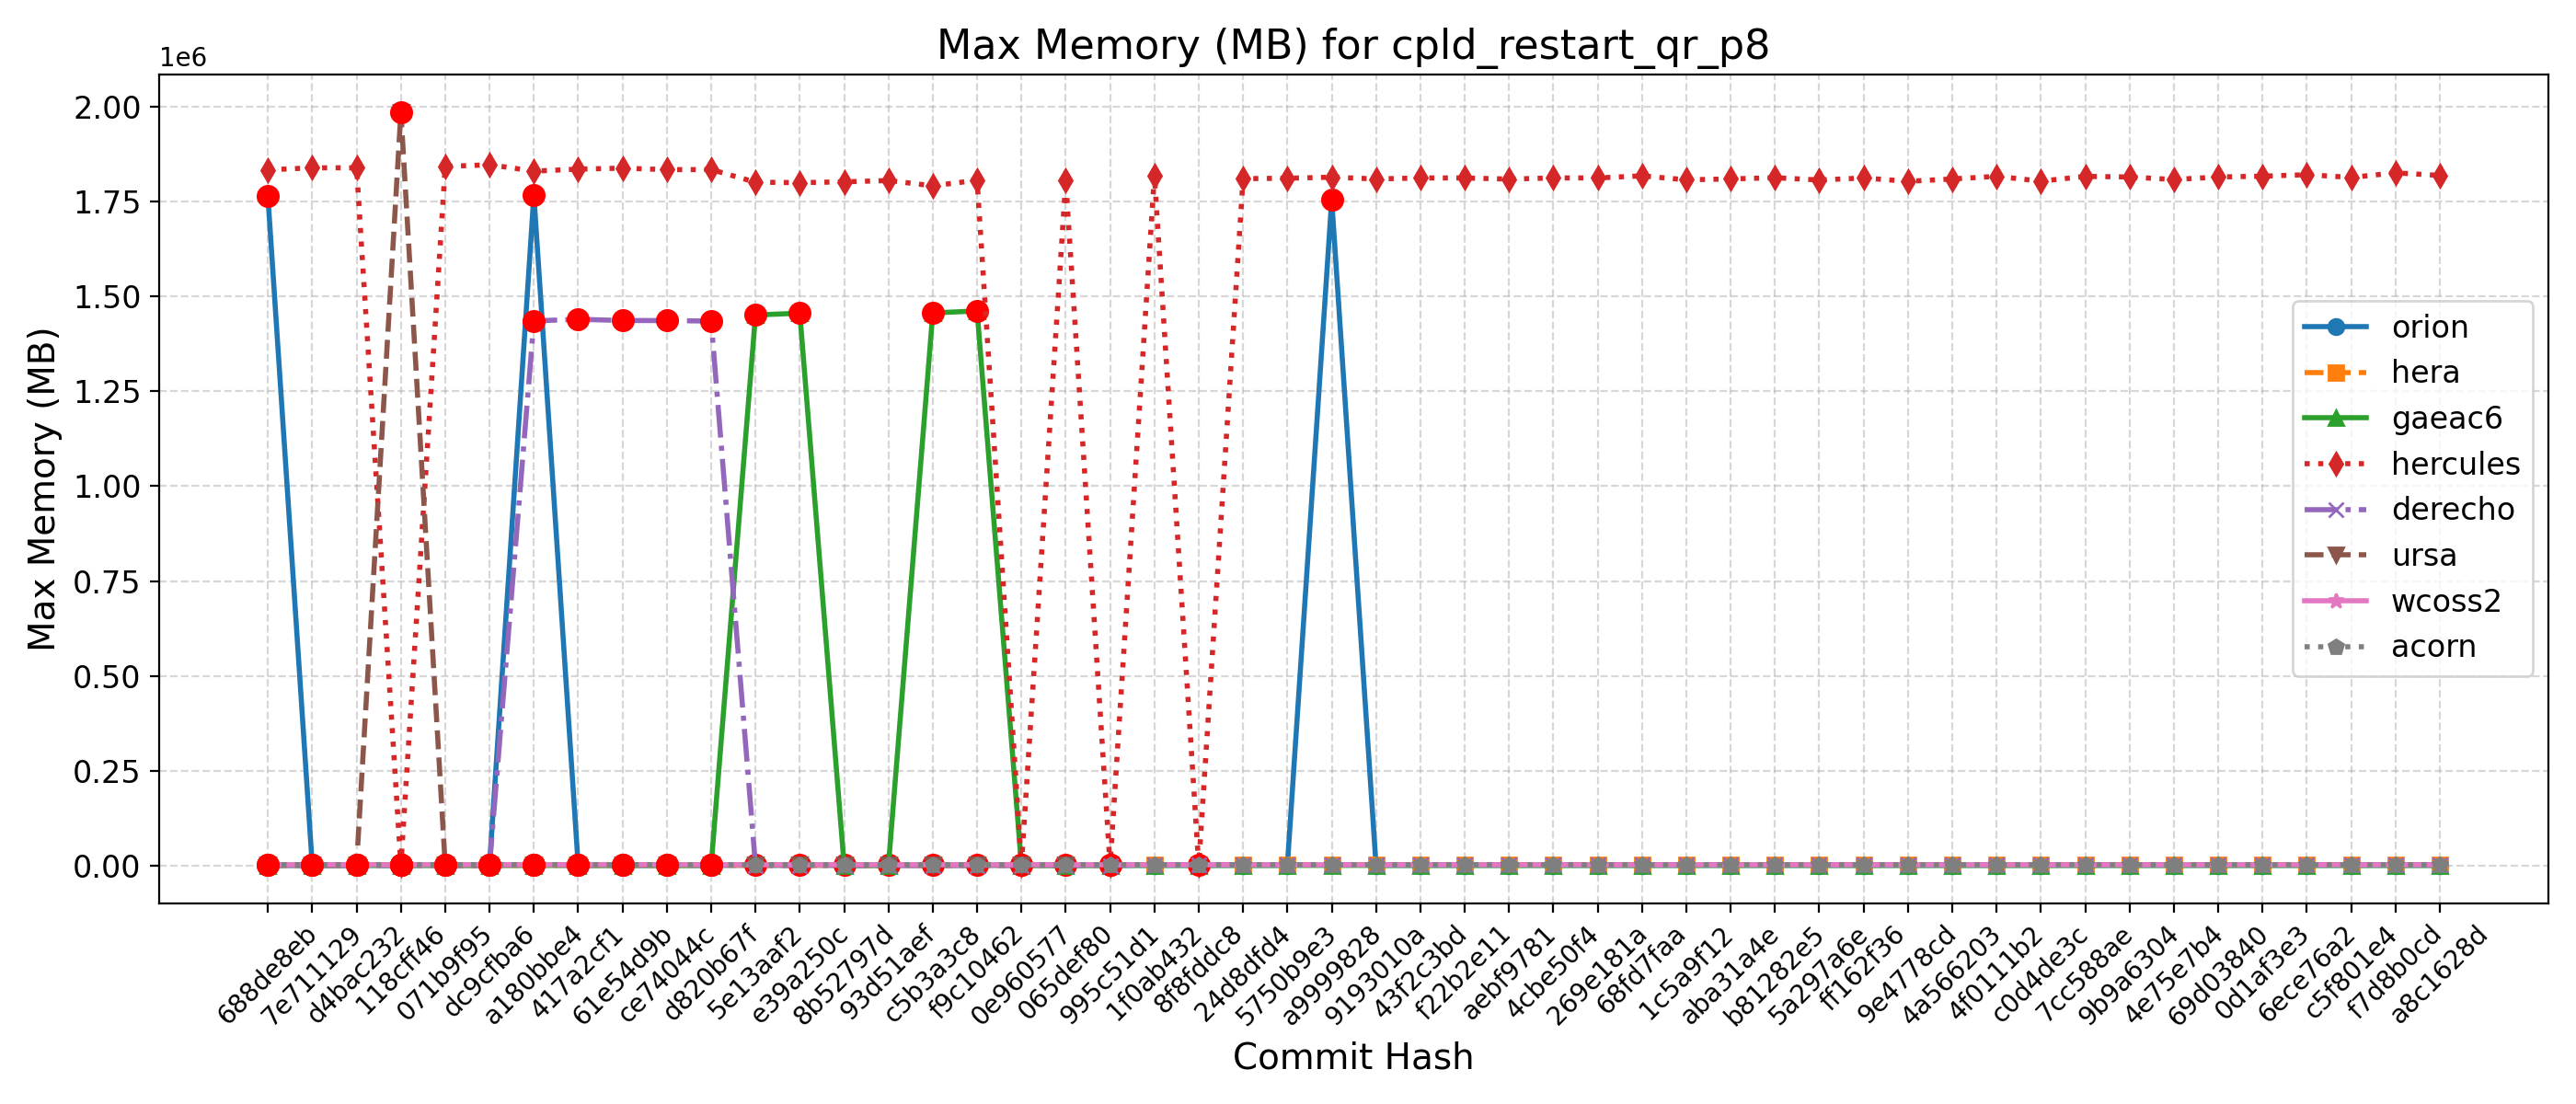 Max Memory (MB) for cpld_restart_qr_p8
1e6
2.00
1.75
1.50
1.25
1.00
0.75
0.50
0.25
0.00
Max Memory (MB)
orion
hera
gaeac6
hercules
derecho
ursa
wcoss2
acorn
688de8eb
7e711129
d4bac232
118cff46
071b9f95
dc9cfba6
a180bbe4
417a2cf1
61e54d9b
ce74044c
d820b67f
5e13aaf2
e39a250c
8b52797d
93d51aef
c5b3a3c8
f9c10462
0e960577
065def80
995c51d1
1f0ab432
8f8fddc8
24d8dfd4
5750b9e3
a9999828
9193010a
43f2c3bd
f22b2e11
aebf9781
4cbe50f4
269e181a
68fd7faa
1c5a9f12
aba31a4e
b81282e5
5a297a6e
ff162f36
9e4778cd
4a566203
4f0111b2
c0d4de3c
7cc588ae
9b9a6304
4e75e7b4
69d03840
0d1af3e3
6ece76a2
c5f801e4
f7d8b0cd
a8c1628d
Commit Hash